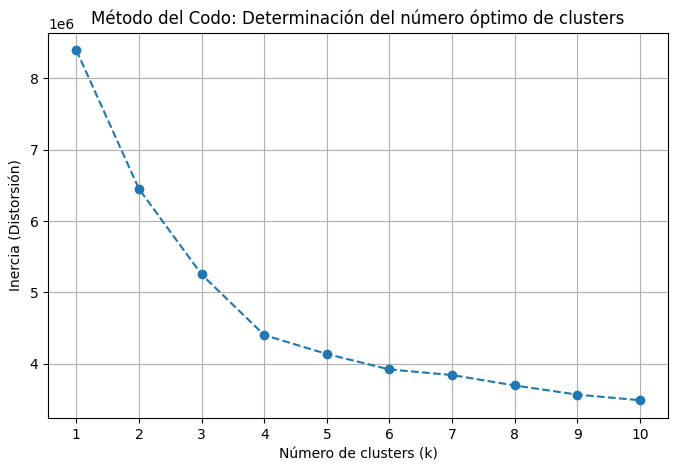 Método del Codo: Determinación del número óptimo de clusters
1e6
8
7
6
5
4
Inercia (Distorsión)
1 2 3 4 5 6 7 8 9 10
Número de clusters (k)